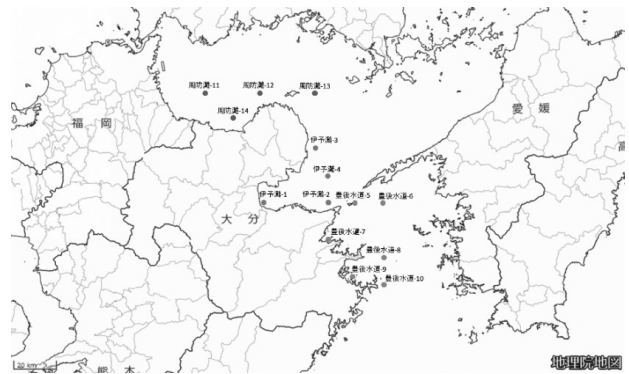 周防灘-11
周防灘-12
周防灘-13
周防灘-14
福岡
愛媛
高
伊予灘-3
伊予灘-4
伊予灘-1
伊予灘-2
豊後水道-5
豊後水道-6
大分
豊後水道-7
豊後水道-8
豊後水道-9
豊後水道-10
20 km
熊本
地理院地図